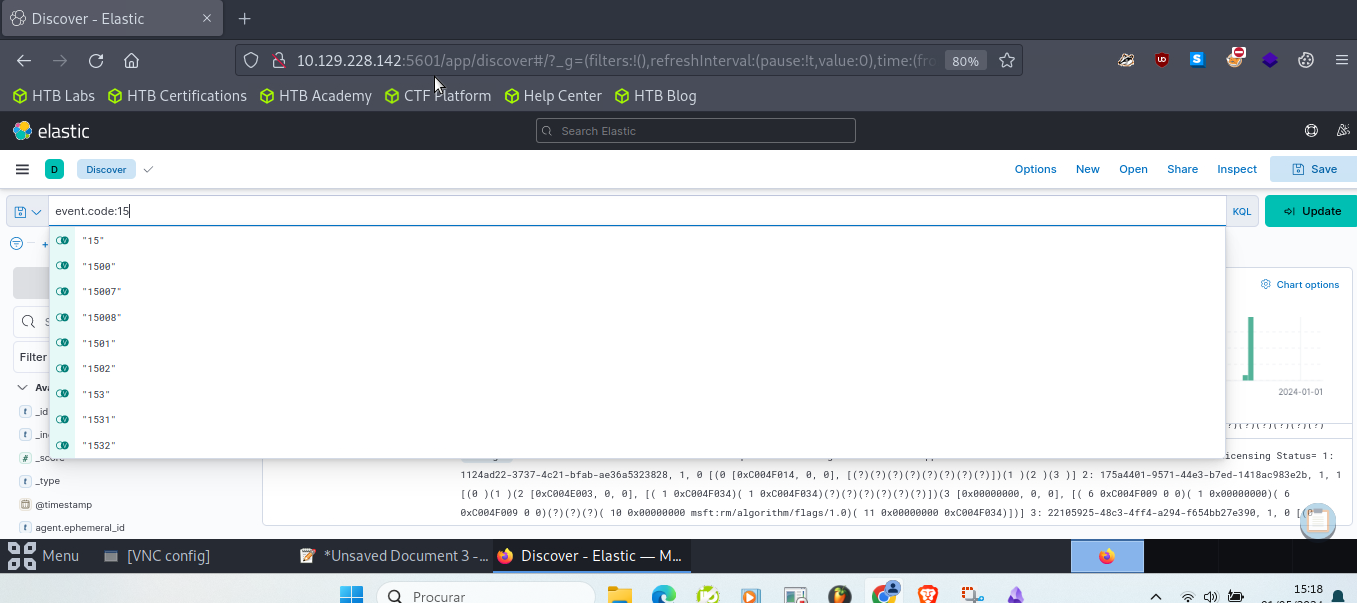 Discover - Elastic
10.129.228.142:5601/app/discover#/?_g=(filters:!(),refreshInterval:(pause:!t,value:0),time:(fro
80%
HTB Labs
HTB Certifications
HTB Academy
CTF Platform
Help Center
HTB Blog
elastic
Search Elastic
D
Discover
Options
New
Open
Share
Inspect
Save
event.code:15
KQL
Update
"15"
"1500"
"15007"
"15008"
"1501"
"1502"
"153"
"1531"
"1532"
Chart options
2024-01-01
Filter
Ava
t _id
t _in
# _score
t _type
@timestamp
t agent.ephemeral_id
?)(?)(?)(?)(?)(?)
icensing Status= 1:
1124ad22-3737-4c21-bfab-ae36a5323828, 1, 0 [(0 [0xC004F014, 0, 0], [(?)(?)(?)(?)(?)(?)(?)(?)])(1 )(2 )(3 )] 2: 175a4401-9571-44e3-b7ed-1418ac983e2b, 1, 1
[(0 )(1 )(2 [0xC004E003, 0, 0], [( 1 0xC004F034)( 1 0xC004F034)(?)(?)(?)(?)(?)(?)])(3 [0x00000000, 0, 0], [( 6 0xC004F009 0 0)( 1 0x00000000)( 6
0xC004F009 0 0)(?)(?)(?)( 10 0x00000000 msft:rm/algorithm/flags/1.0)( 11 0x00000000 0xC004F034)])] 3: 22105925-48c3-4ff4-a294-f654bb27e390, 1, 0 [(0
Menu
[VNC config]
*Unsaved Document 3 -...
Discover - Elastic — M...
Procurar
15:18